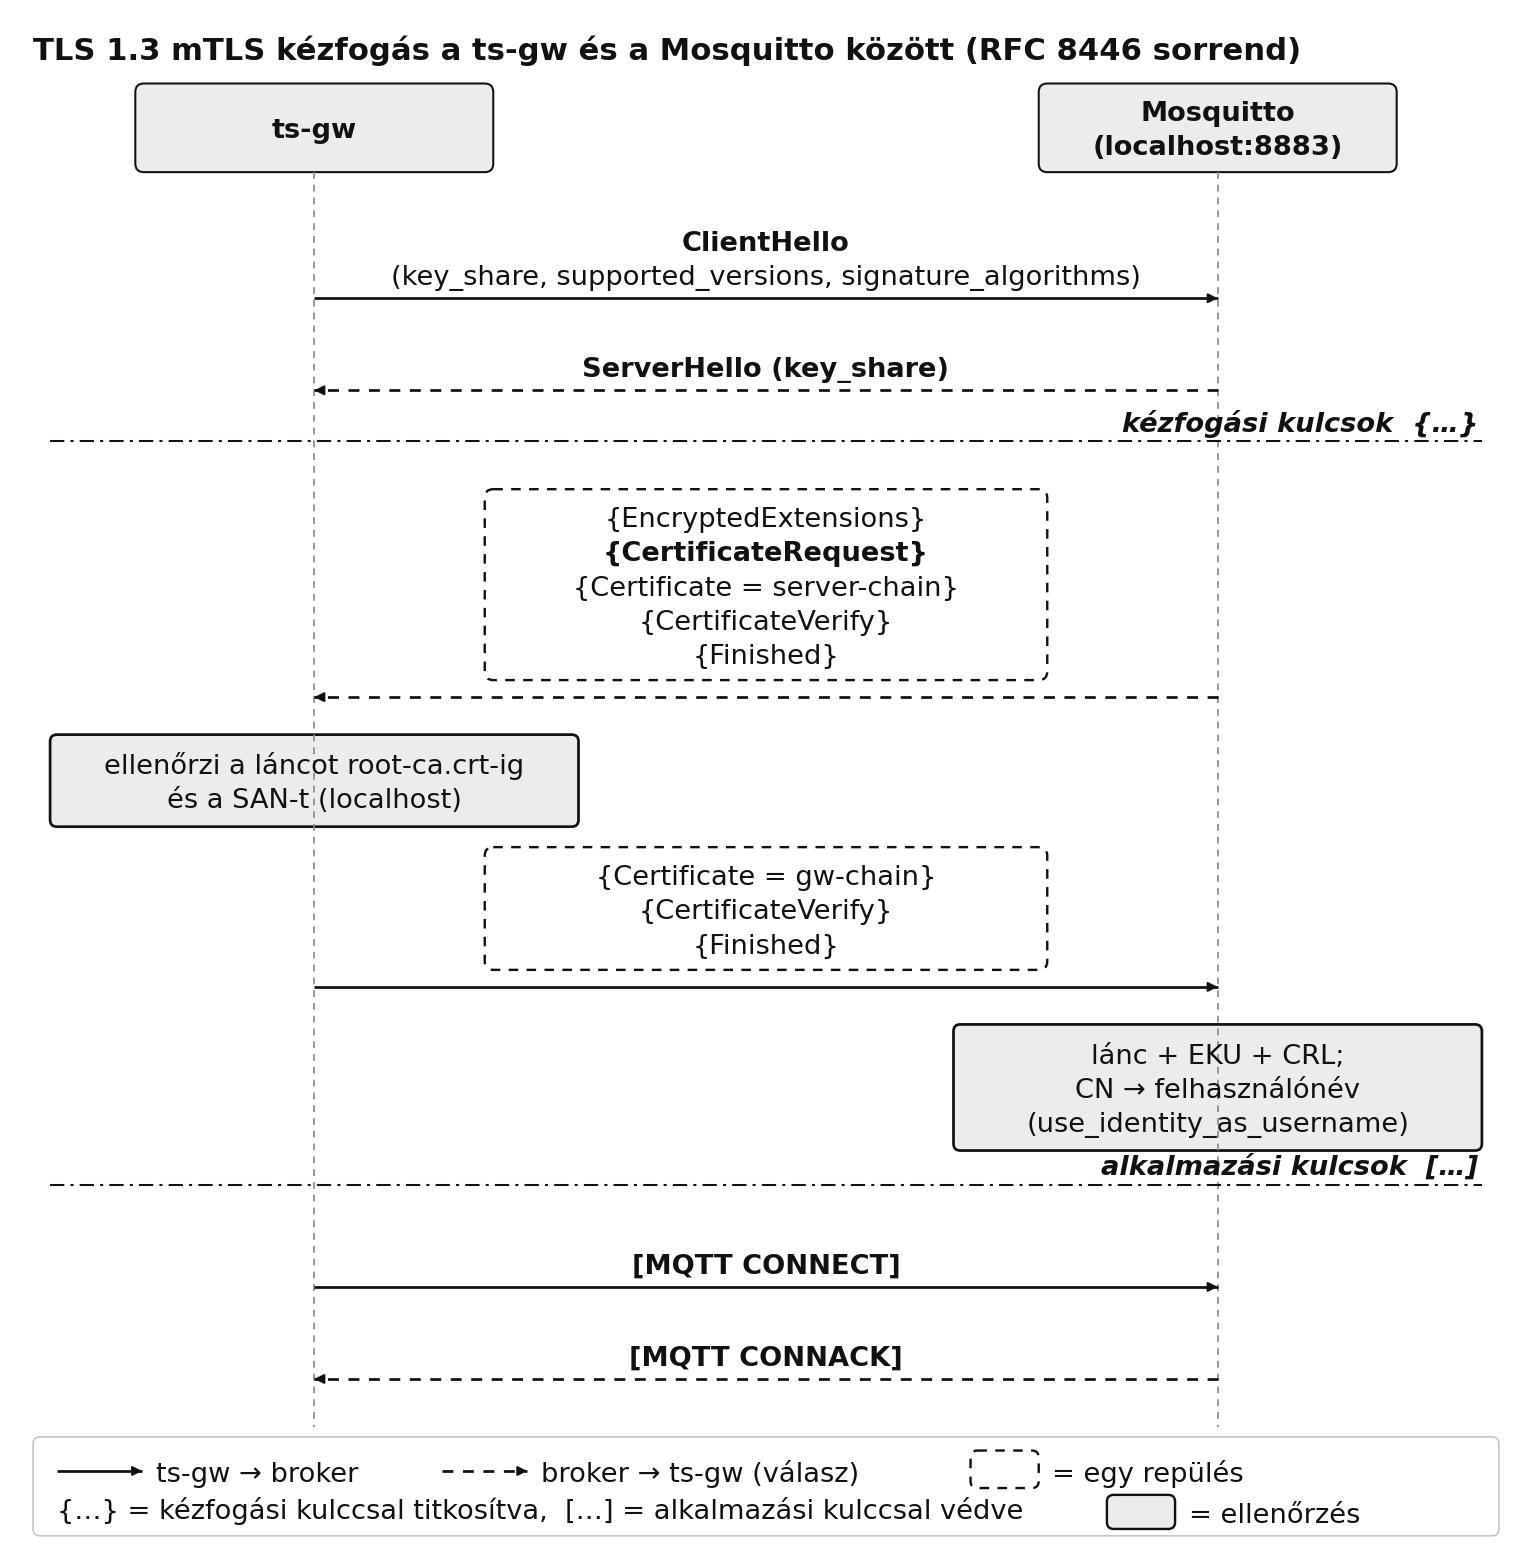 TLS 1.3 mTLS kézfogás a ts-gw és a Mosquitto között (RFC 8446 sorrend)
ts-gw
Mosquitto
(localhost:8883)
ClientHello
(key_share, supported_versions, signature_algorithms)
ServerHello (key_share)
kézfogási kulcsok {…}
{EncryptedExtensions}
{CertificateRequest}
{Certificate = server-chain}
{CertificateVerify}
{Finished}
ellenőrzi a láncot root-ca.crt-ig
és a SAN-t (localhost)
{Certificate = gw-chain}
{CertificateVerify}
{Finished}
lánc + EKU + CRL;
CN → felhasználónév
(use_identity_as_username)
alkalmazási kulcsok […]
[MQTT CONNECT]
[MQTT CONNACK]
ts-gw → broker
broker → ts-gw (válasz)
= egy repülés
{…} = kézfogási kulccsal titkosítva, […] = alkalmazási kulccsal védve
= ellenőrzés